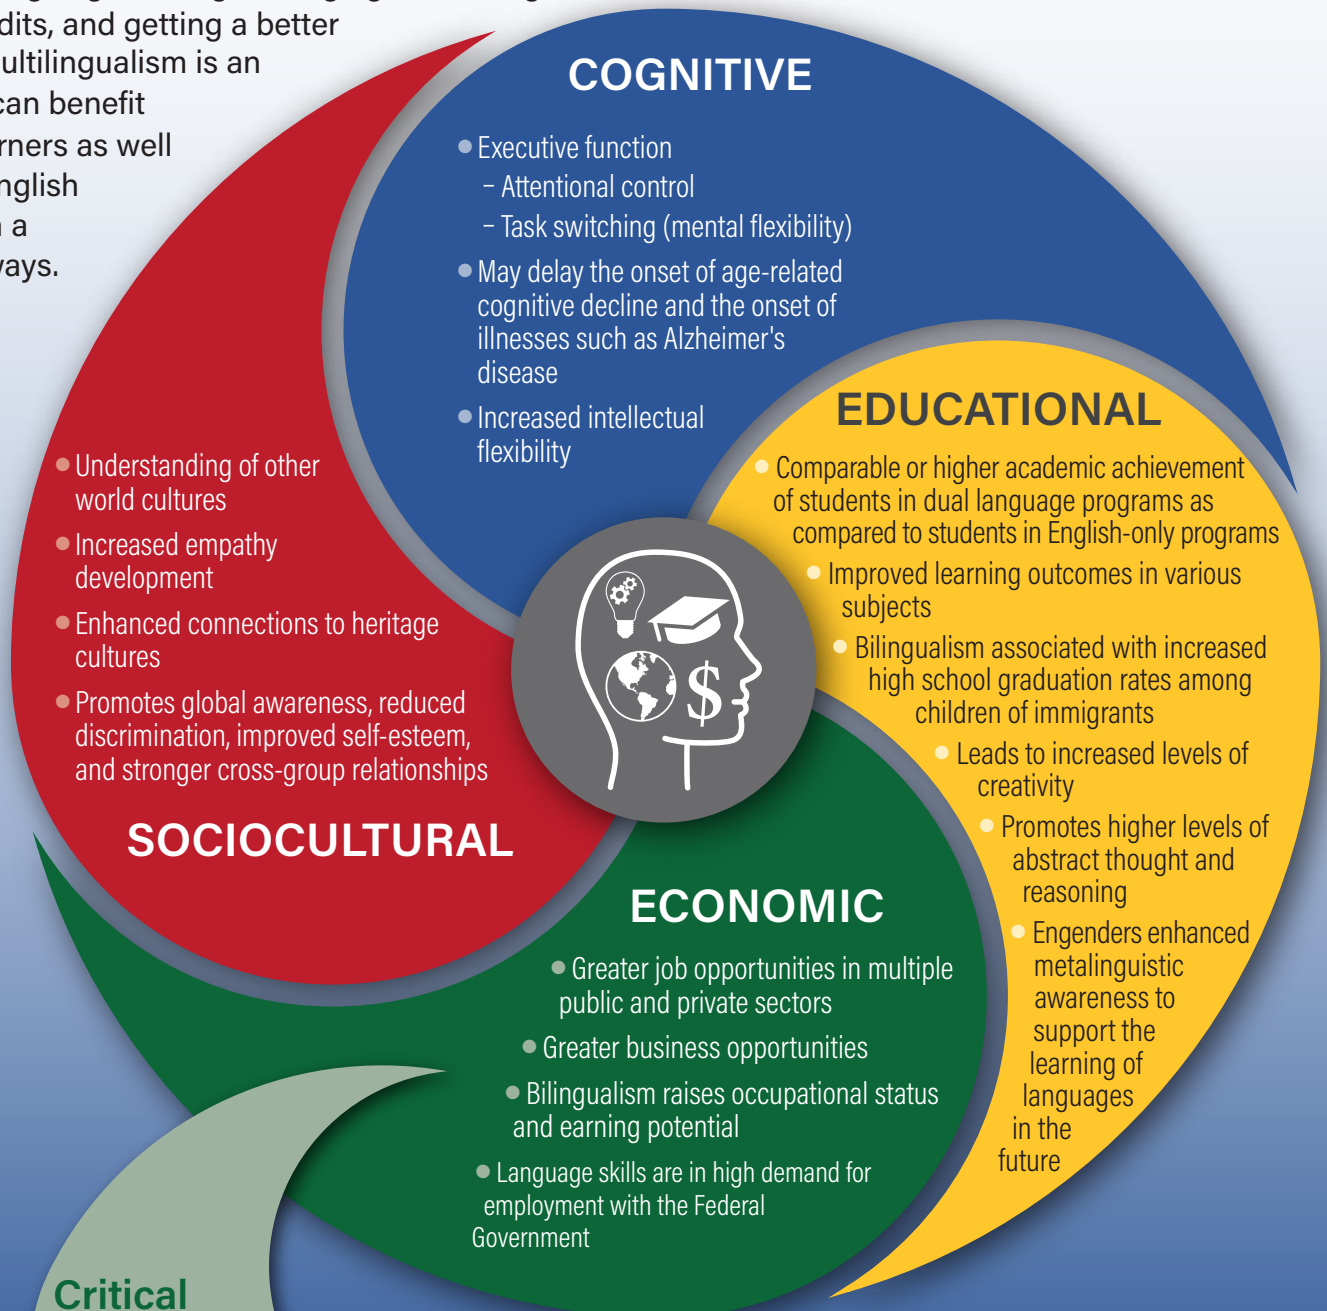 dits, and getting a better
ultilingualism is an
can benefit
rners as well
nglish
a
ways.
COGNITIVE
• Executive function
– Attentional control
– Task switching (mental flexibility)
• May delay the onset of age-related
cognitive decline and the onset of
illnesses such as Alzheimer's
disease
• Increased intellectual
flexibility
EDUCATIONAL
• Comparable or higher academic achievement
of students in dual language programs as
compared to students in English-only programs
• Improved learning outcomes in various
subjects
• Bilingualism associated with increased
high school graduation rates among
children of immigrants
• Leads to increased levels of
creativity
• Promotes higher levels of
abstract thought and
reasoning
• Engenders enhanced
metalinguistic
awareness to
support the
learning of
languages
in the
future
• Understanding of other
world cultures
• Increased empathy
development
• Enhanced connections to heritage
cultures
• Promotes global awareness, reduced
discrimination, improved self-esteem,
and stronger cross-group relationships
SOCIOCULTURAL
$
ECONOMIC
• Greater job opportunities in multiple
public and private sectors
• Greater business opportunities
• Bilingualism raises occupational status
and earning potential
• Language skills are in high demand for
employment with the Federal
Government
Critical